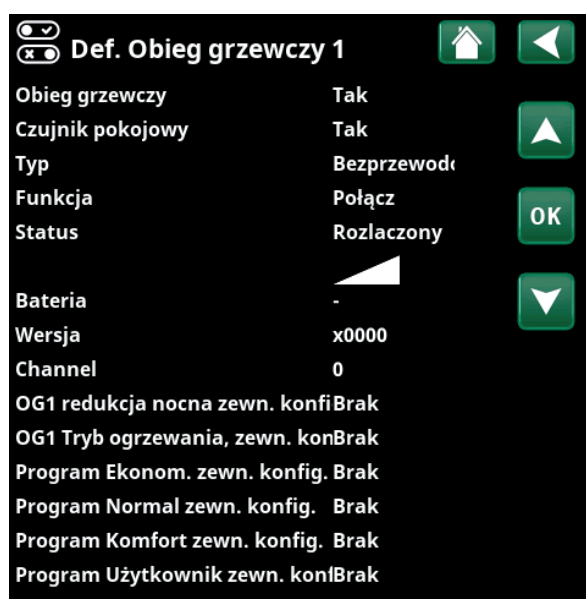 Def. Obieg grzewczy 1
Obieg grzewczy Tak
Czujnik pokojowy Tak
Typ Bezprzewodo
Funkcja Połącz
OK
Status Rozlaczony
Bateria -
Wersja x0000
Channel 0
OG1 redukcja nocna zewn. konfi Brak
OG1 Tryb ogrzewania, zewn. kon Brak
Program Ekonom. zewn. konfig. Brak
Program Normal zewn. konfig. Brak
Program Komfort zewn. konfig. Brak
Program Użytkownik zewn. konf Brak